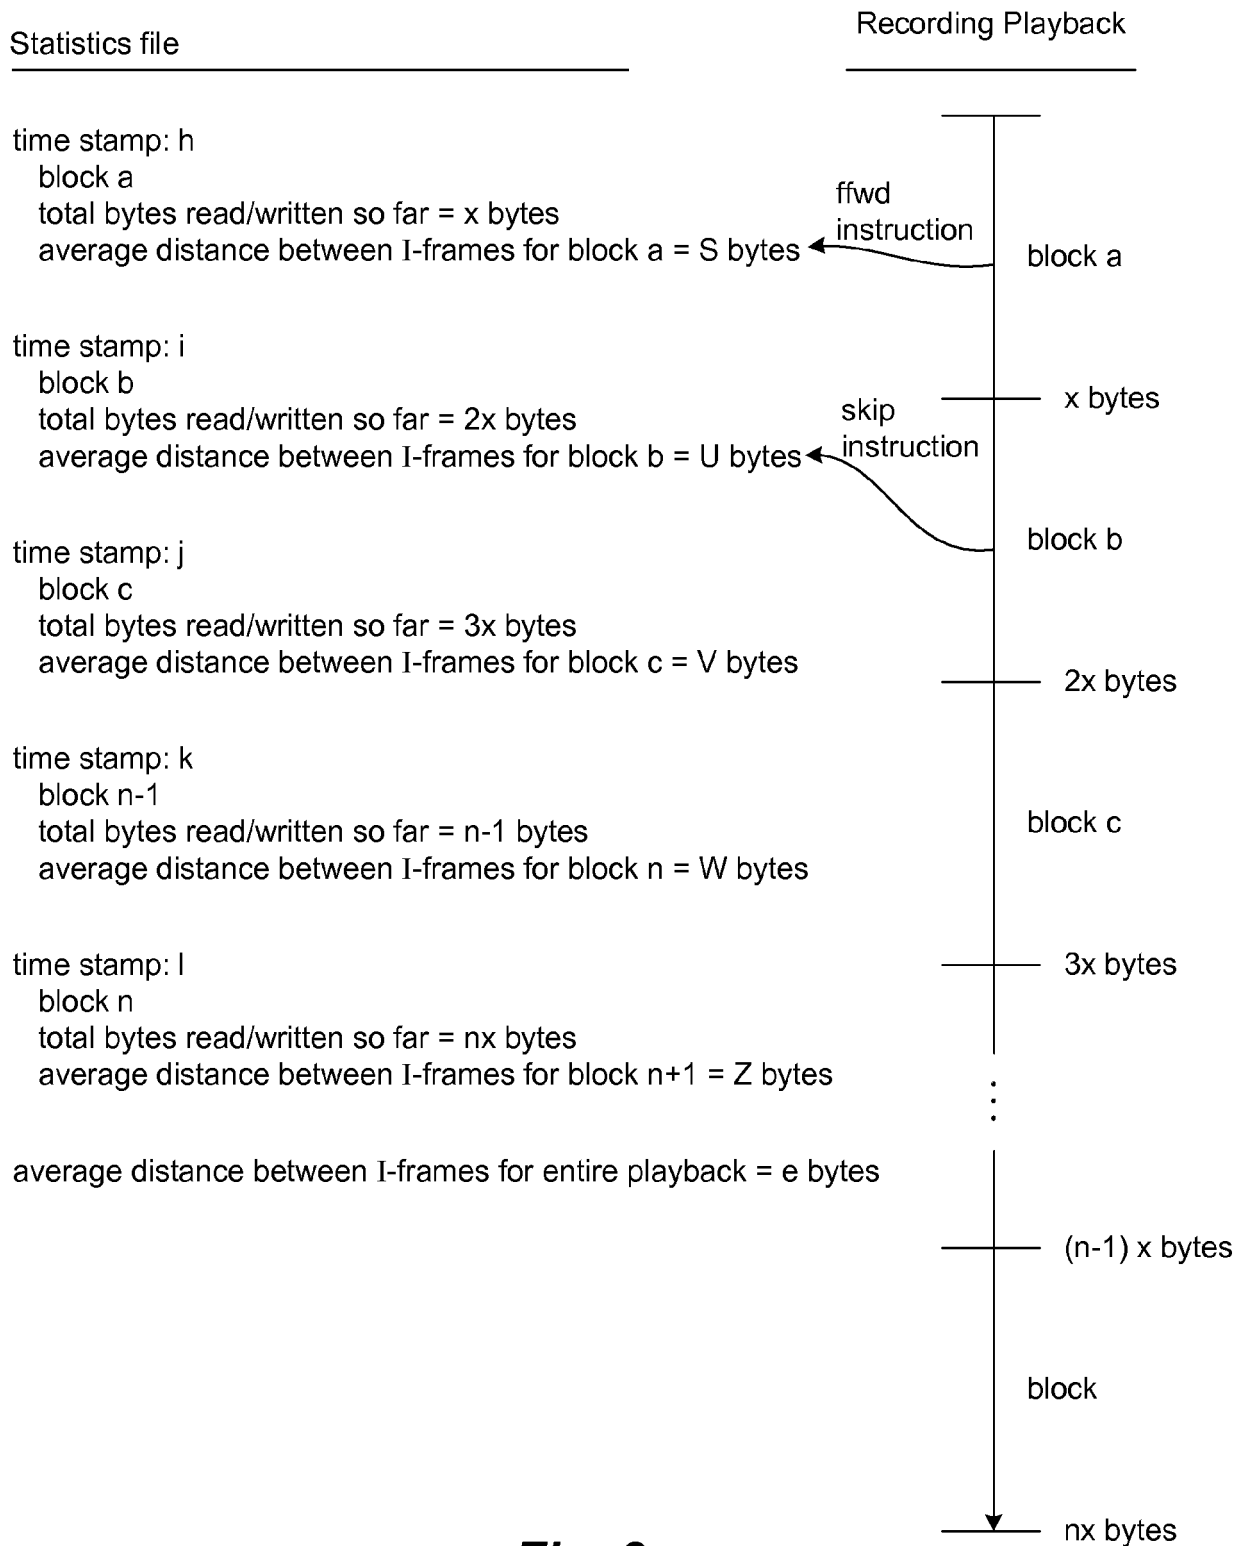 Statistics file
Recording Playback
time stamp: h
block a
total bytes read/written so far = x bytes
average distance between I-frames for block a = S bytes
ffwd
instruction
block a
time stamp: i
block b
total bytes read/written so far = 2x bytes
average distance between I-frames for block b = U bytes
x bytes
skip
instruction
block b
time stamp: j
block c
total bytes read/written so far = 3x bytes
average distance between I-frames for block c = V bytes
2x bytes
time stamp: k
block n-1
total bytes read/written so far = n-1 bytes
average distance between I-frames for block n = W bytes
block c
time stamp: l
block n
total bytes read/written so far = nx bytes
average distance between I-frames for block n+1 = Z bytes
3x bytes
average distance between I-frames for entire playback = e bytes
(n-1) x bytes
block
nx bytes